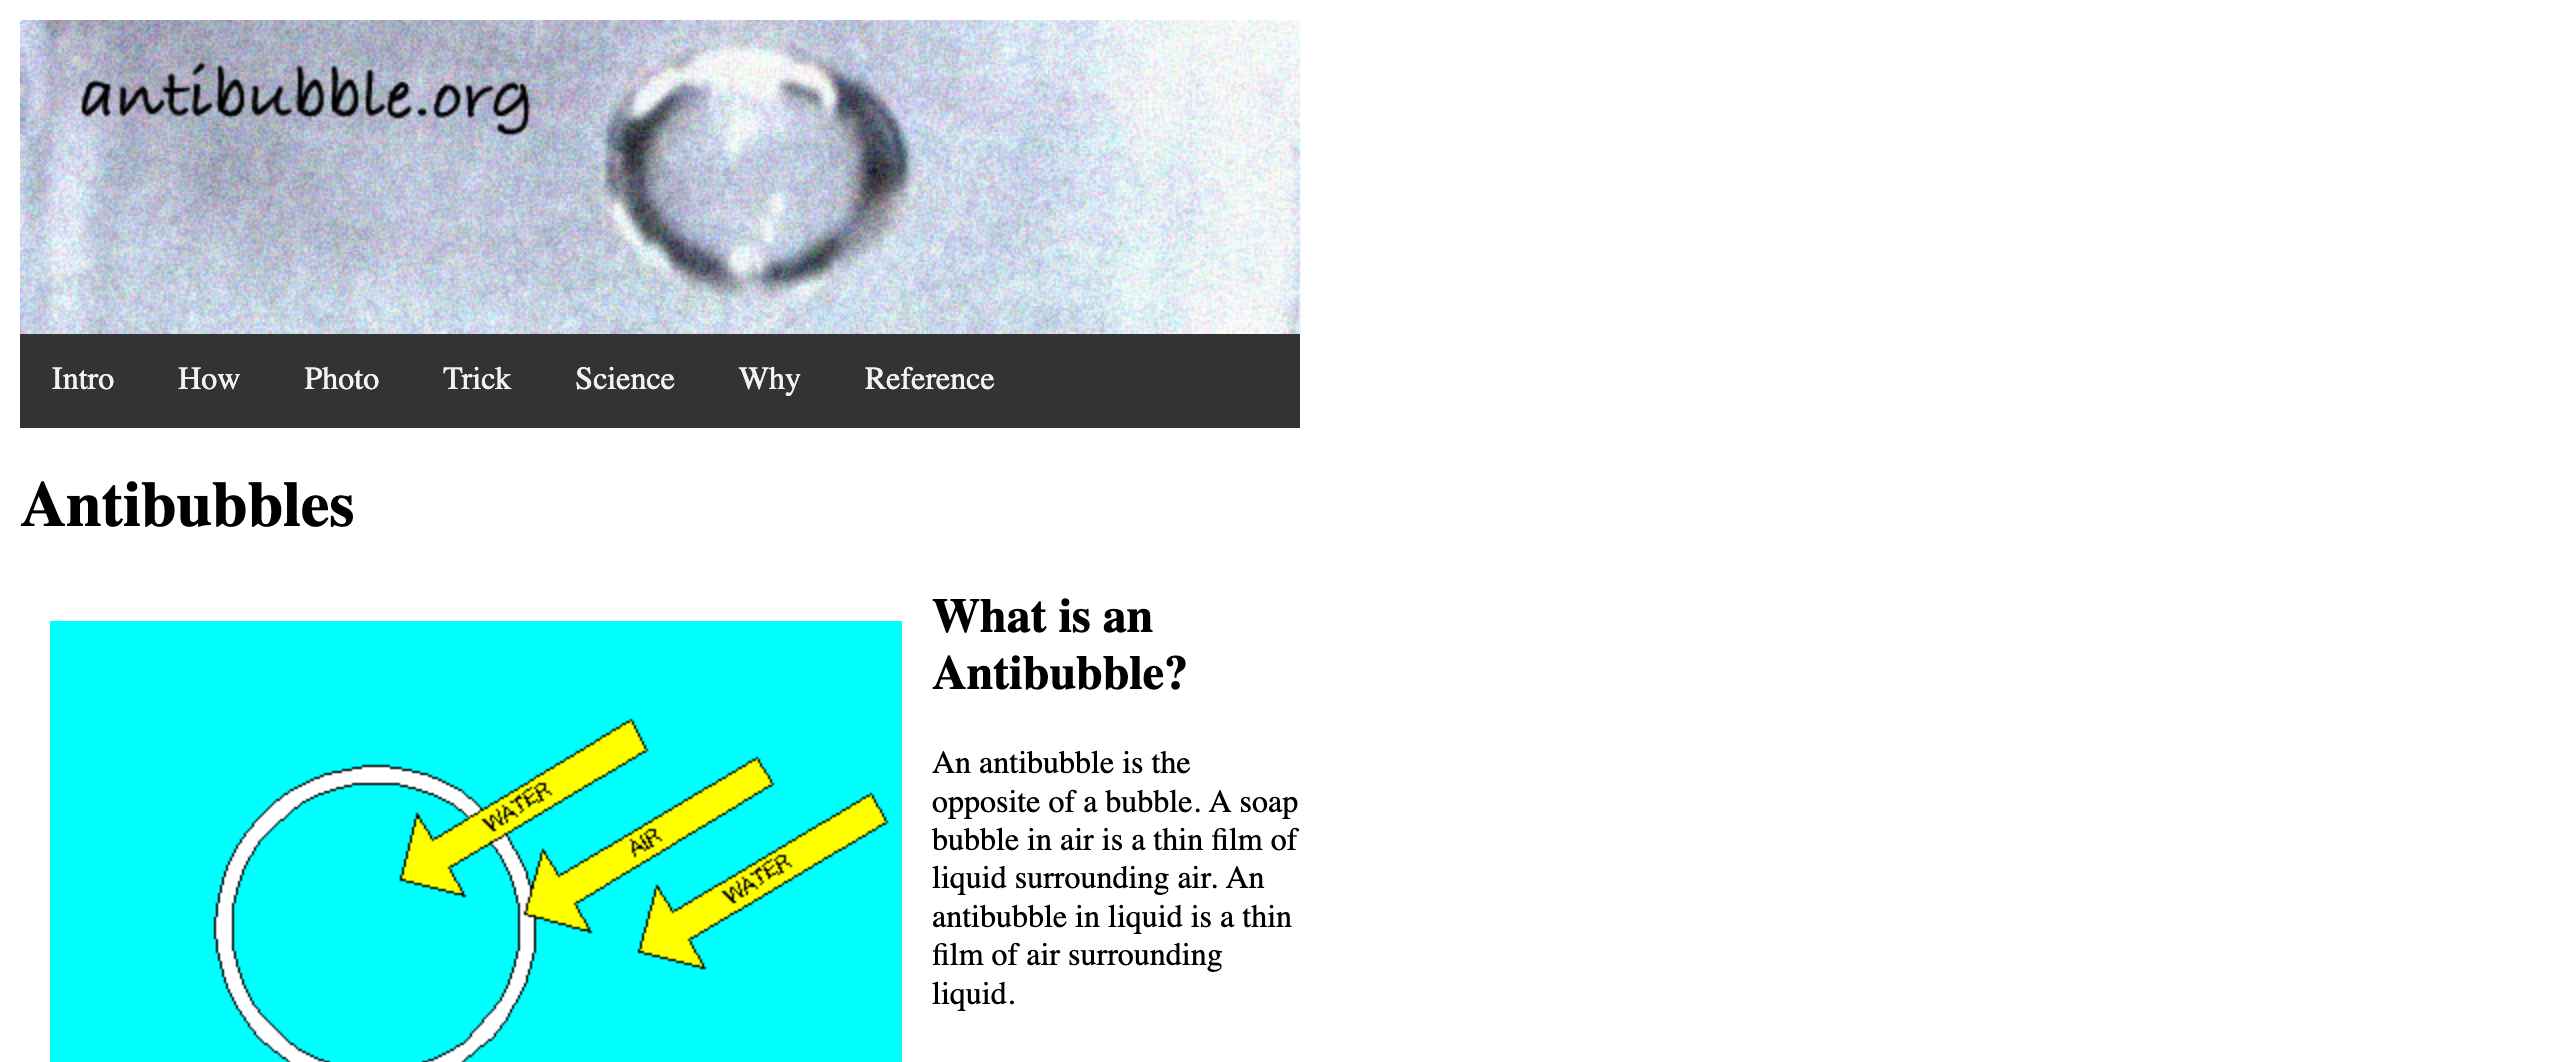 antibubble.org
Intro How Photo Trick Science Why Reference
Antibubbles
WATER
AIR
WATER
What is an
Antibubble?
An antibubble is the
opposite of a bubble. A soap
bubble in air is a thin film of
liquid surrounding air. An
antibubble in liquid is a thin
film of air surrounding
liquid.